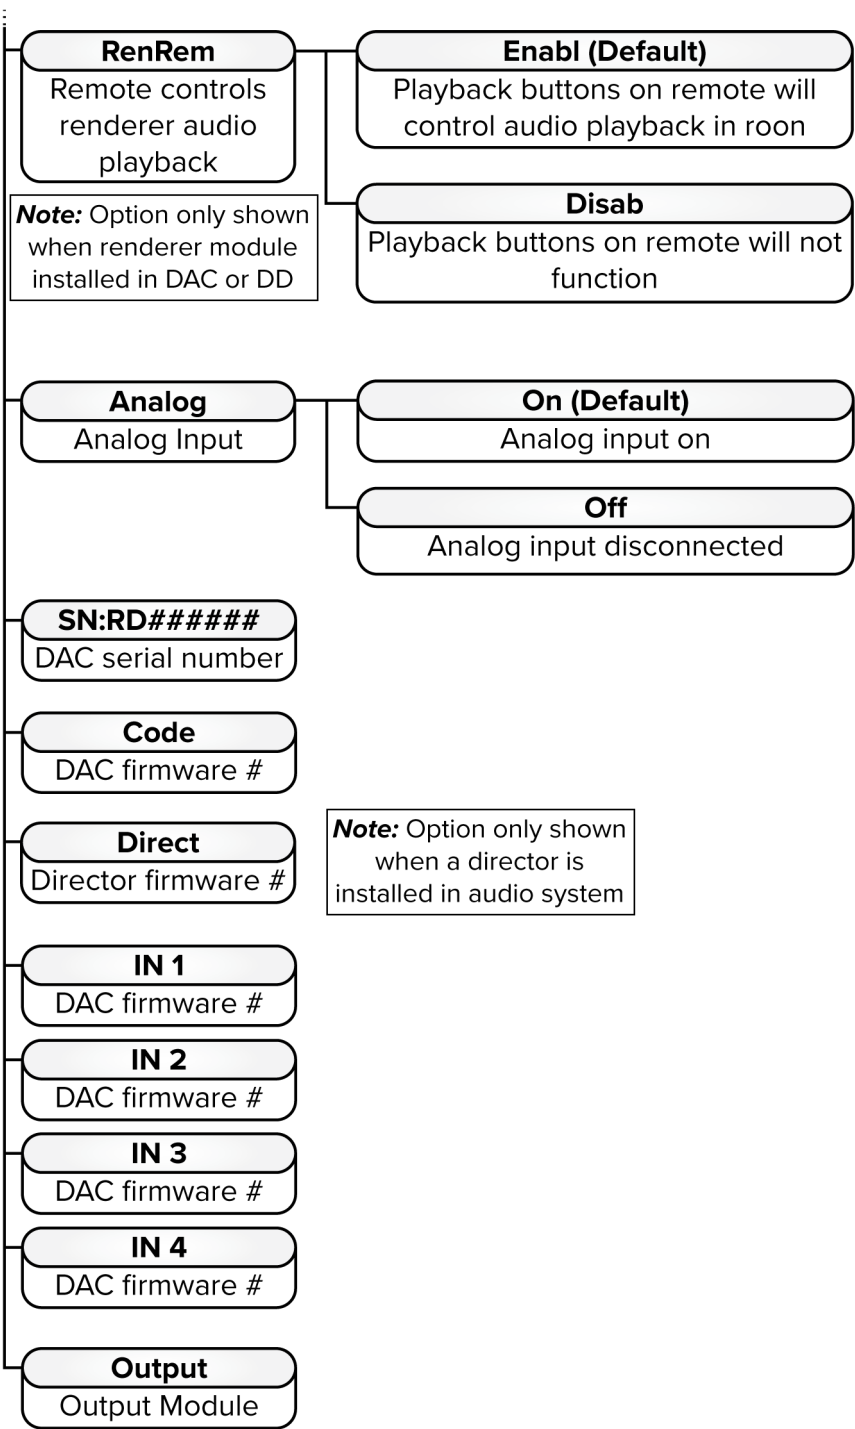 RenRem
Remote controls
renderer audio
playback
Note: Option only shown
when renderer module
installed in DAC or DD
Enabl (Default)
Playback buttons on remote will
control audio playback in roon
Disab
Playback buttons on remote will not
function
Analog
Analog Input
On (Default)
Analog input on
Off
Analog input disconnected
SN:RD######
DAC serial number
Code
DAC firmware #
Direct
Director firmware #
Note: Option only shown
when a director is
installed in audio system
IN 1
DAC firmware #
IN 2
DAC firmware #
IN 3
DAC firmware #
IN 4
DAC firmware #
Output
Output Module